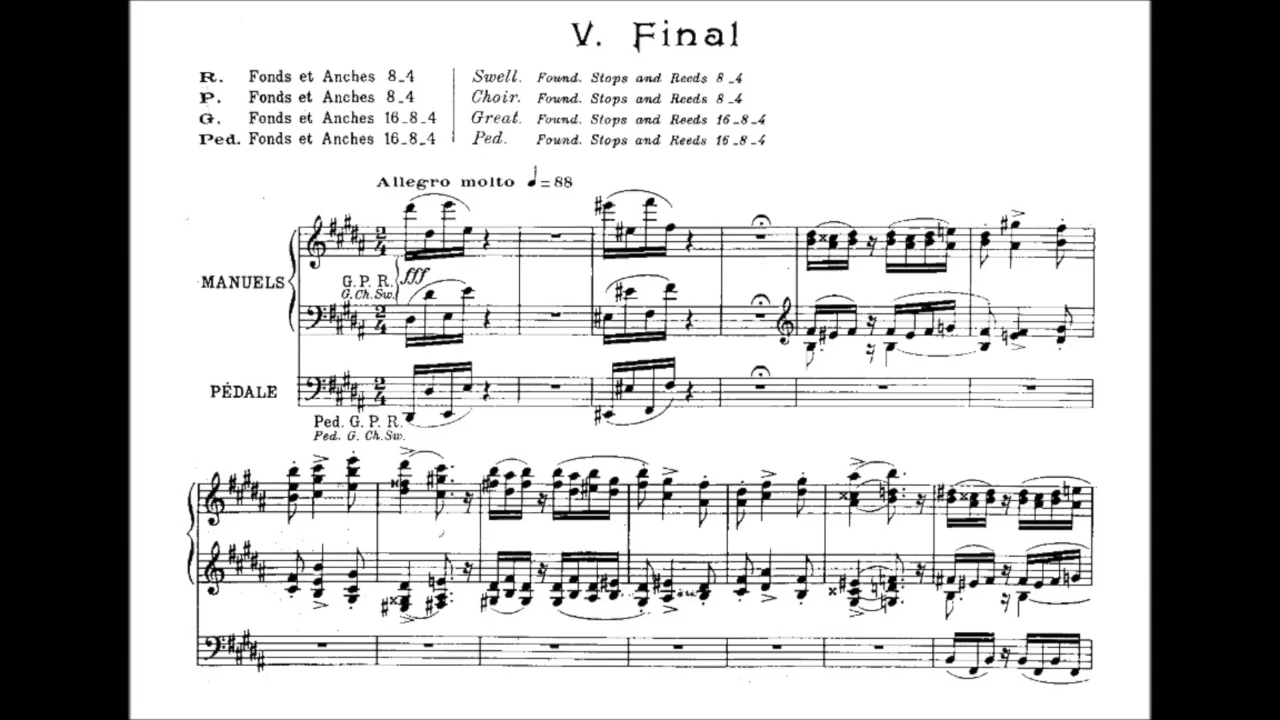 V. Final
R. Fonds et Anches 8_4 Swell. Found. Stops and Reeds 8_4
P. Fonds et Anches 8_4 Choir. Found. Stops and Reeds 8_4
G. Fonds et Anches 16_8_4 Great. Found. Stops and Reeds 16_8_4
Ped. Fonds et Anches 16_8_4 Ped. Found. Stops and Reeds 16_8_4
Allegro molto ♩=88
MANUELS
G. P. R. fff
G. Ch. Sw.
PÉDALE
Ped. G. P. R.
Ped. G. Ch. Sw.